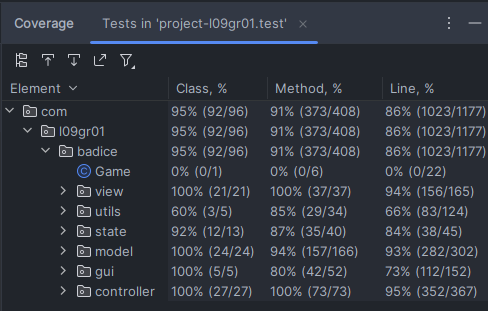 Coverage Tests in 'project-l09gr01.test' ×
Element Class, % Method, % Line, %
com 95% (92/96) 91% (373/408) 86% (1023/1177)
l09gr01 95% (92/96) 91% (373/408) 86% (1023/1177)
badice 95% (92/96) 91% (373/408) 86% (1023/1177)
C Game 0% (0/1) 0% (0/6) 0% (0/22)
view 100% (21/21) 100% (37/37) 94% (156/165)
utils 60% (3/5) 85% (29/34) 66% (83/124)
state 92% (12/13) 87% (35/40) 84% (38/45)
model 100% (24/24) 94% (157/166) 93% (282/302)
gui 100% (5/5) 80% (42/52) 73% (112/152)
controller 100% (27/27) 100% (73/73) 95% (352/367)